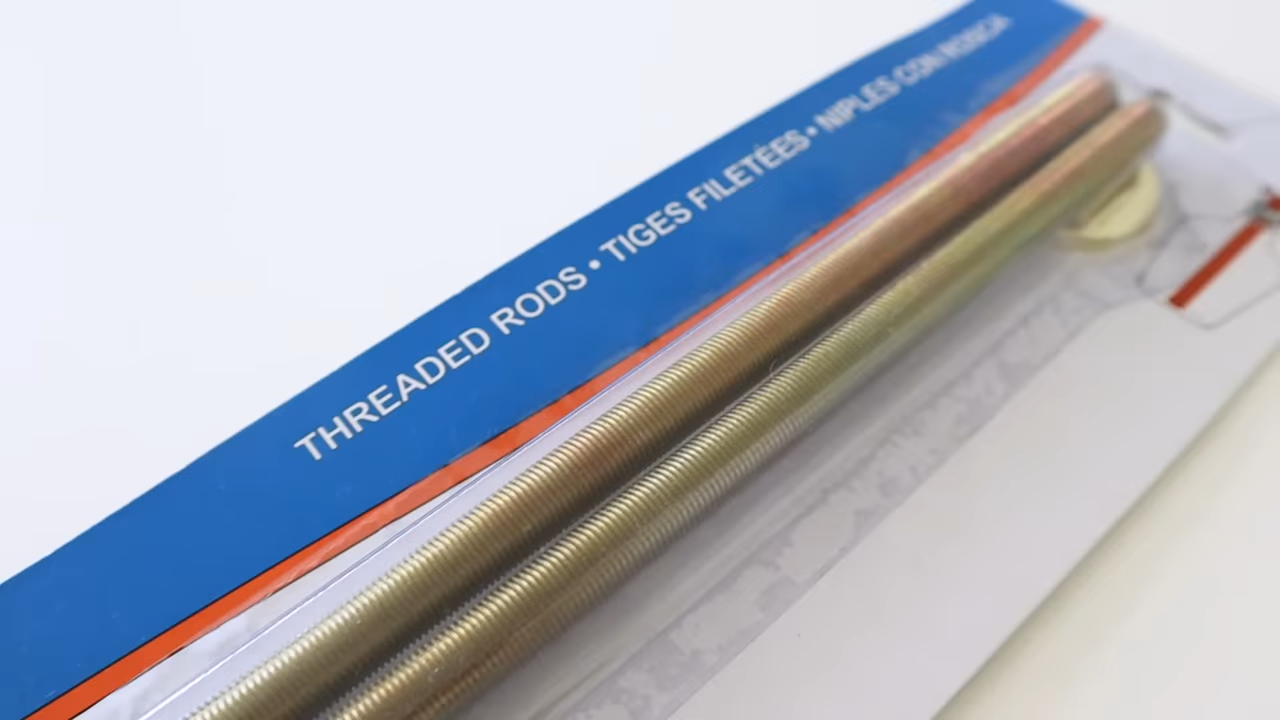 THREADED RODS • TIGES FILETÉES • NIPLES CON ROSCA